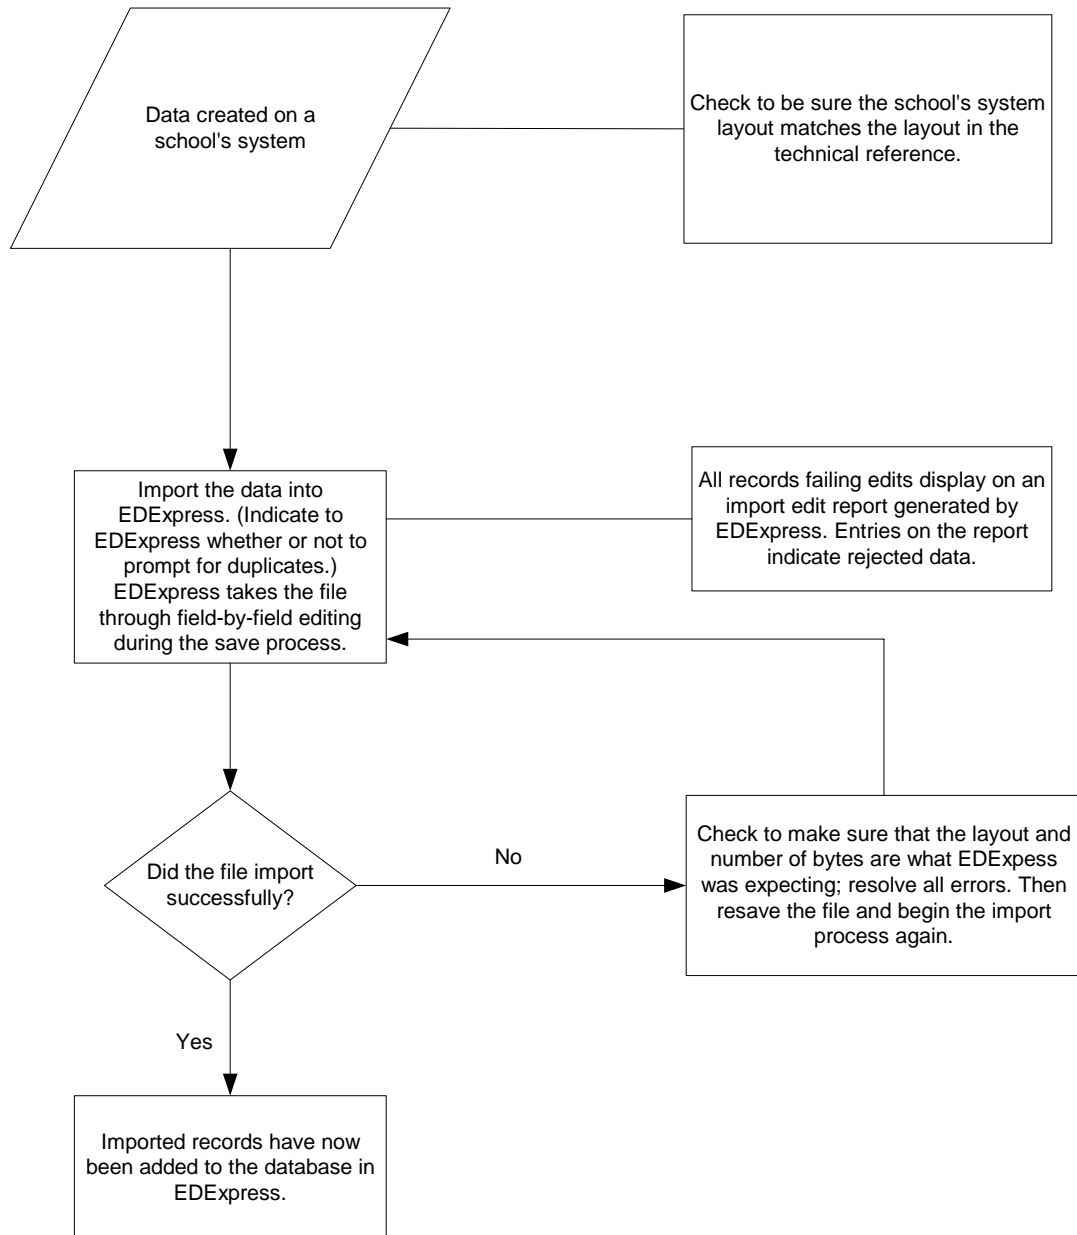 Data created on a
school's system
Check to be sure the school's system
layout matches the layout in the
technical reference.
Import the data into
EDExpress. (Indicate to
EDExpress whether or not to
prompt for duplicates.)
EDExpress takes the file
through field-by-field editing
during the save process.
All records failing edits display on an
import edit report generated by
EDExpress. Entries on the report
indicate rejected data.
Did the file import
successfully?
No
Check to make sure that the layout and
number of bytes are what EDExpess
was expecting; resolve all errors. Then
resave the file and begin the import
process again.
Yes
Imported records have now
been added to the database in
EDExpress.